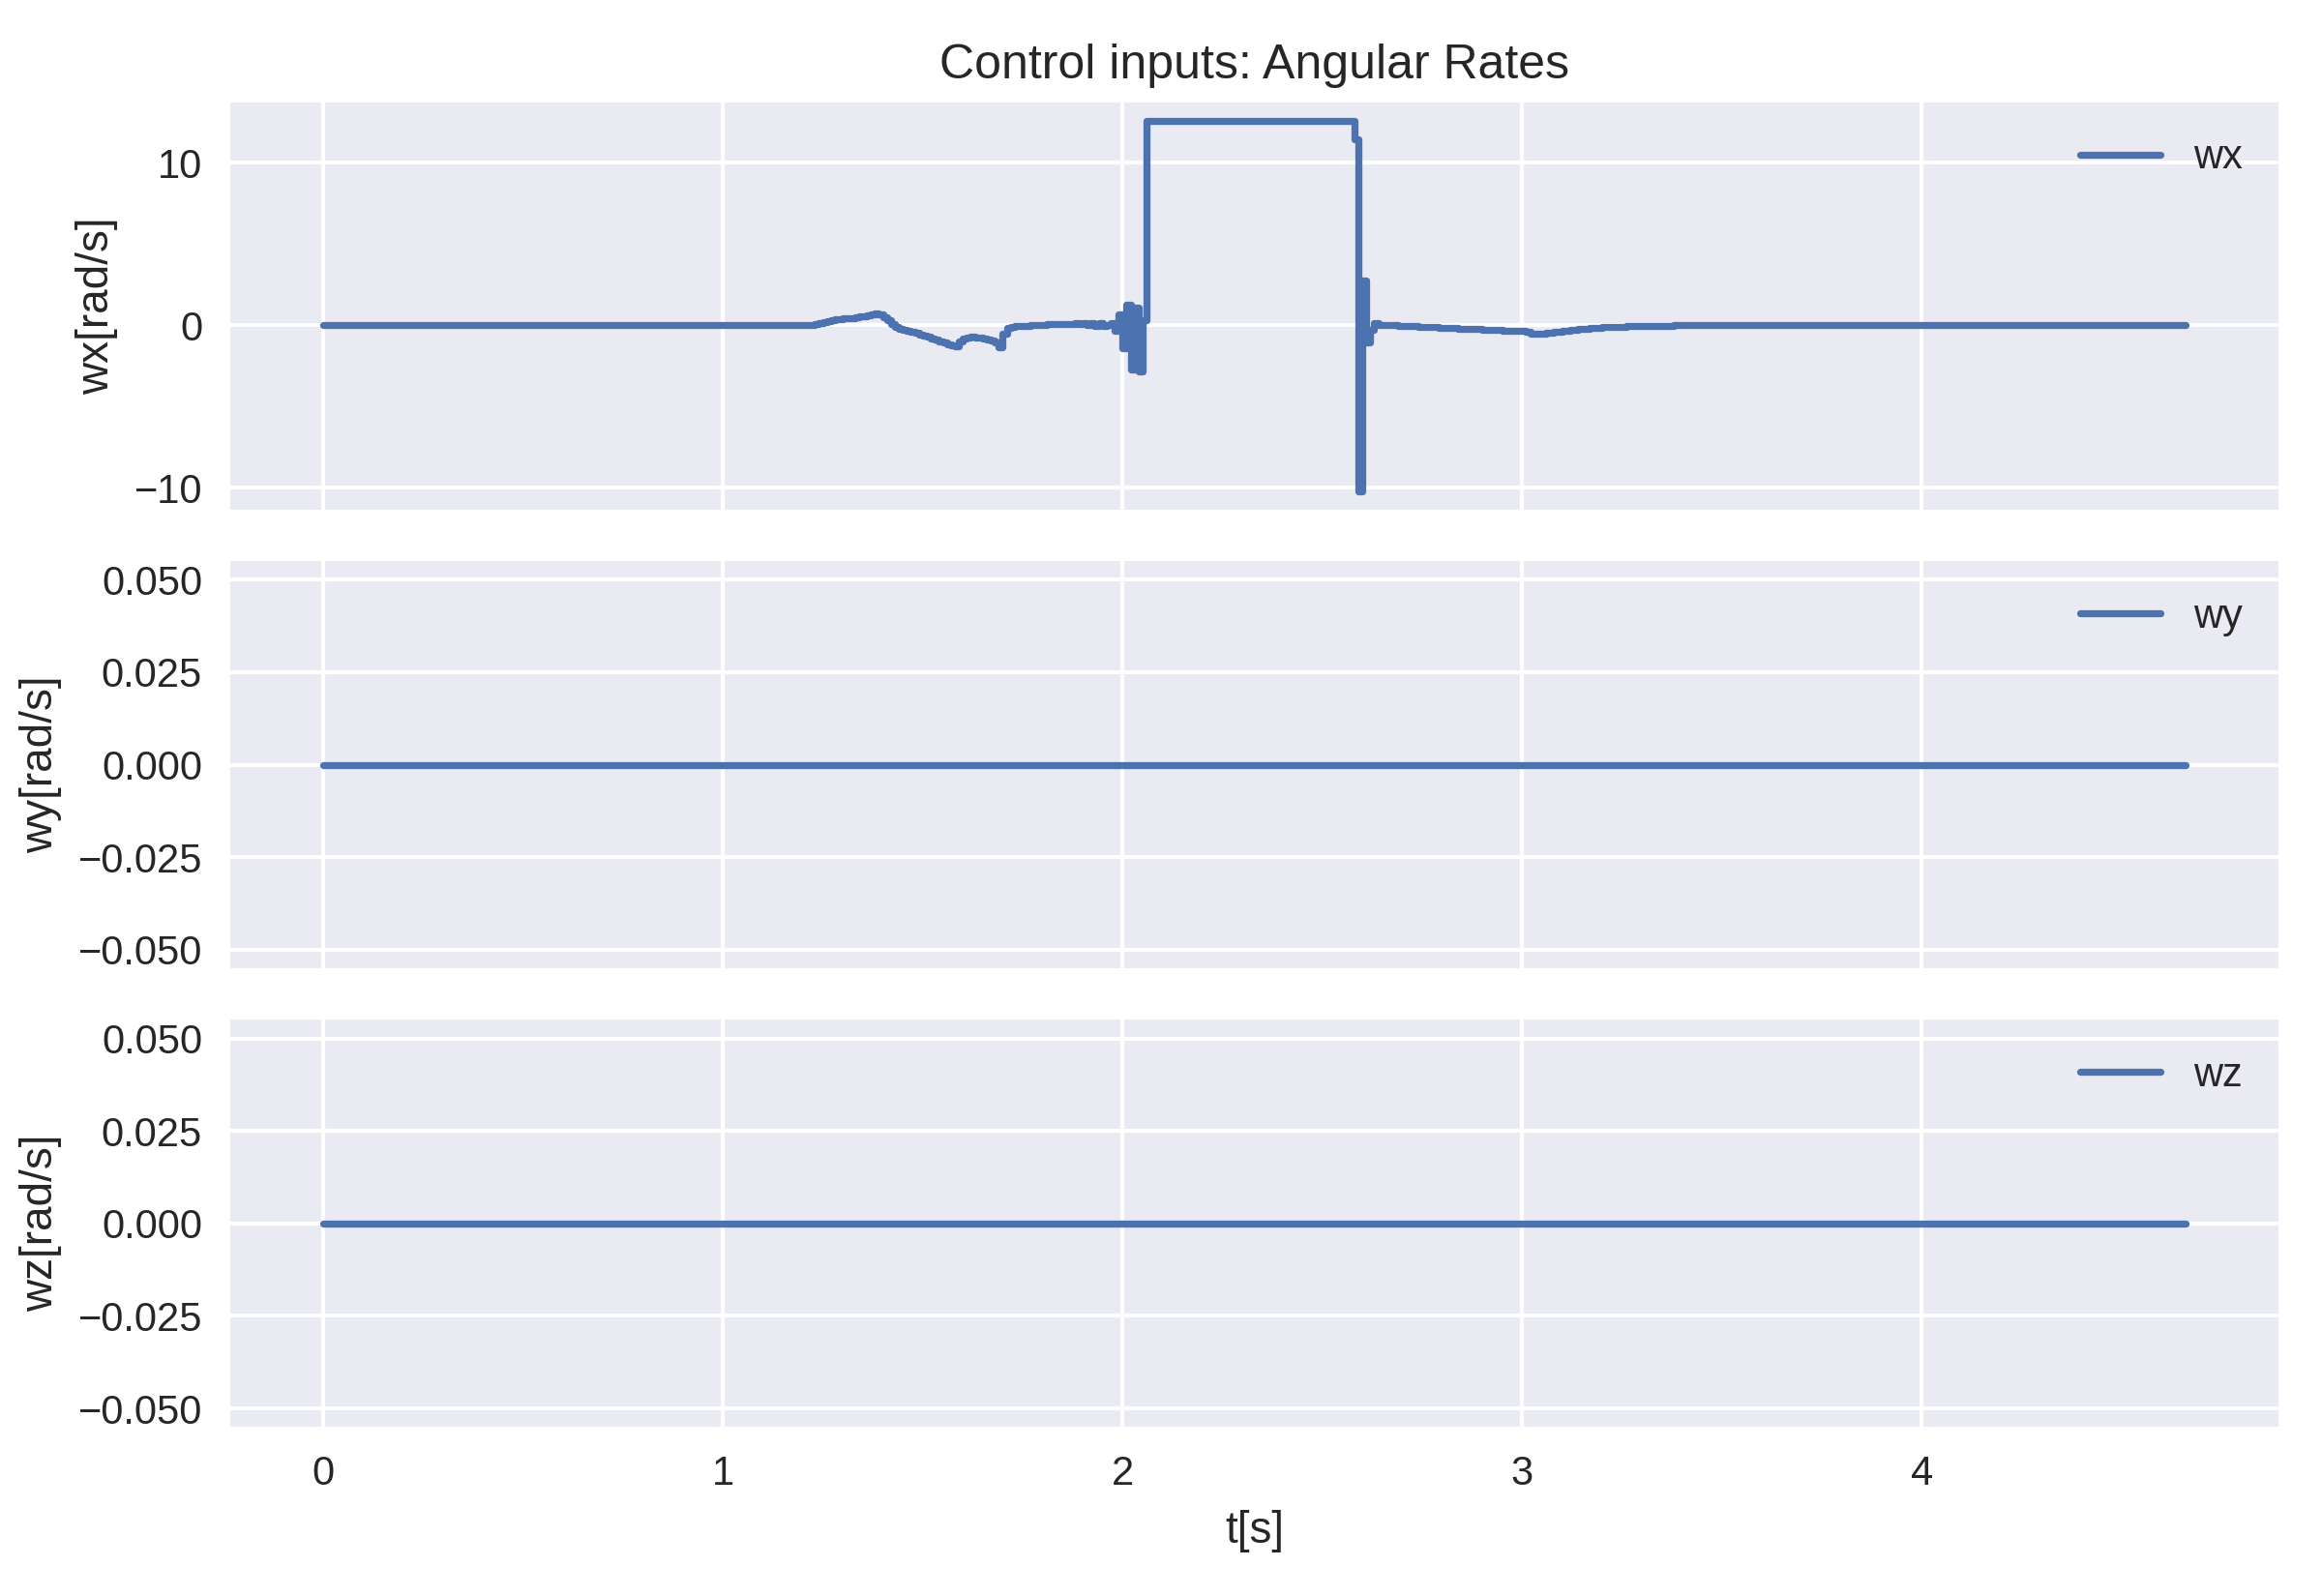 Control inputs: Angular Rates
10
0
−10
wx[rad/s]
wx
0.050
0.025
0.000
−0.025
−0.050
wy[rad/s]
wy
0.050
0.025
0.000
−0.025
−0.050
wz[rad/s]
wz
0 1 2 3 4
t[s]